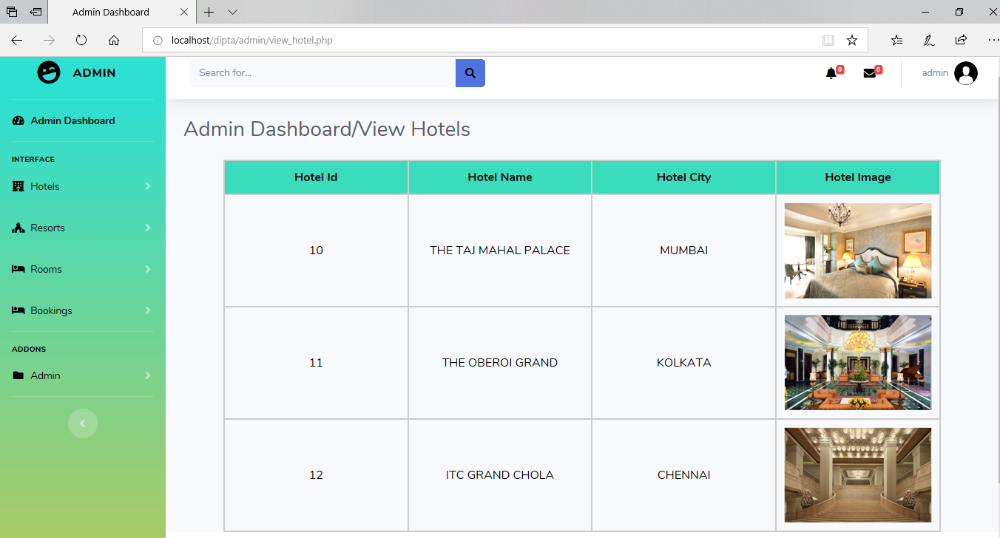 Admin Dashboard
localhost/dipta/admin/view_hotel.php
ADMIN
Search for...
0
0
admin
Admin Dashboard
INTERFACE
Hotels
Resorts
Rooms
Bookings
ADDONS
Admin
Admin Dashboard/View Hotels
Hotel Id Hotel Name Hotel City Hotel Image
10 THE TAJ MAHAL PALACE MUMBAI
11 THE OBEROI GRAND KOLKATA
12 ITC GRAND CHOLA CHENNAI